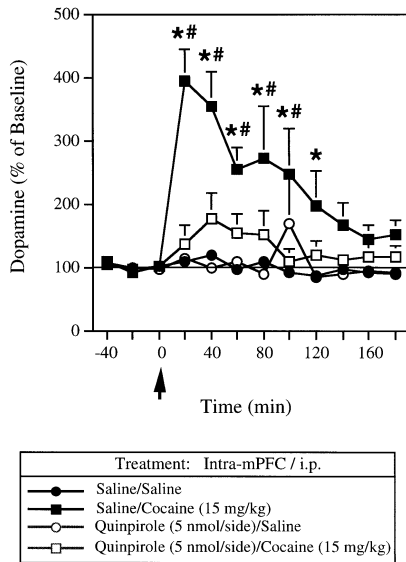 500
400
300
200
100
0
Dopamine (% of Baseline)
*# *# *# *# *# *
-40 0 40 80 120 160
Time (min)
Treatment: Intra-mPFC / i.p.
Saline/Saline
Saline/Cocaine (15 mg/kg)
Quinpirole (5 nmol/side)/Saline
Quinpirole (5 nmol/side)/Cocaine (15 mg/kg)